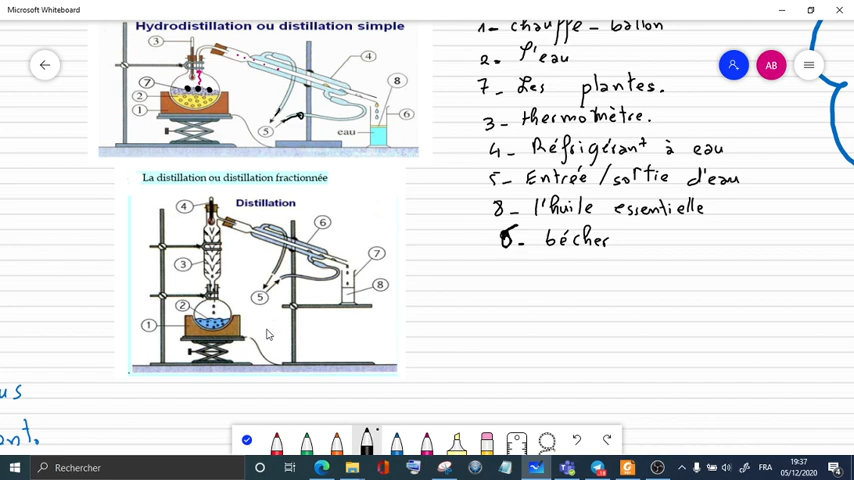 Microsoft Whiteboard
Hydrodistillation ou distillation simple
3
4
7
8
2
1
6
5
eau
La distillation ou distillation fractionnée
Distillation
4
6
3
7
8
5
2
1
1- chauffe-ballon
2- l'eau
7- Les plantes.
3- thermomètre.
4- Réfrigérant à eau
5- Entrée/sortie d'eau
8- l'huile essentielle
6- bécher
AB
us
ont.
Rechercher
FRA
19:37
05/12/2020
4